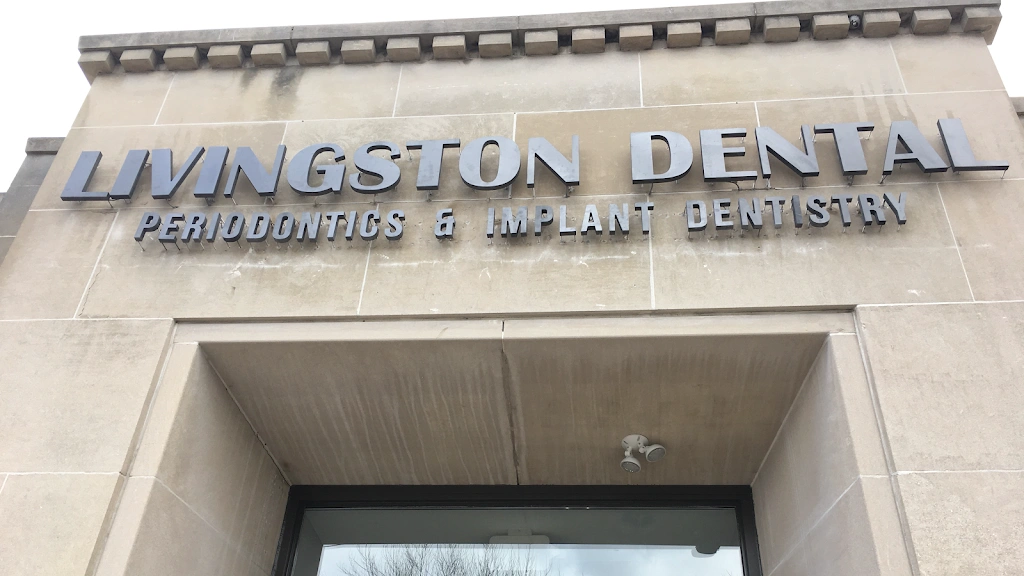 LIVINGSTON DENTAL
PERIODONTICS & IMPLANT DENTISTRY